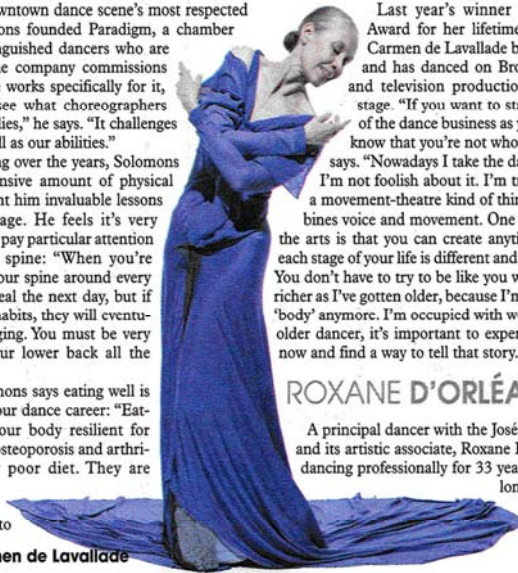 wntown dance scene's most respected
ons founded Paradigm, a chamber
nguished dancers who are
e company commissions
works specifically for it,
see what choreographers
lies," he says. "It challenges
ll as our abilities."
ng over the years, Solomons
nsive amount of physical
nt him invaluable lessons
age. He feels it's very
pay particular attention
spine: "When you're
our spine around every
eal the next day, but if
habits, they will eventu-
ging. You must be very
ur lower back all the
mons says eating well is
our dance career: "Eat-
our body resilient for
steoporosis and arthri-
poor diet. They are
to
men de Lavallade
Last year's winner
Award for her lifetime
Carmen de Lavallade b
and has danced on Bro
and television production
stage. "If you want to sta
of the dance business as y
know that you're not who
says. "Nowadays I take the da
I'm not foolish about it. I'm tr
a movement-theatre kind of thin
bines voice and movement. One
the arts is that you can create anyti
each stage of your life is different and
You don't have to try to be like you w
richer as I've gotten older, because I'm
'body' anymore. I'm occupied with wo
older dancer, it's important to exper
now and find a way to tell that story.
ROXANE D'ORLÉA
A principal dancer with the José
and its artistic associate, Roxane
dancing professionally for 33 yea
lon